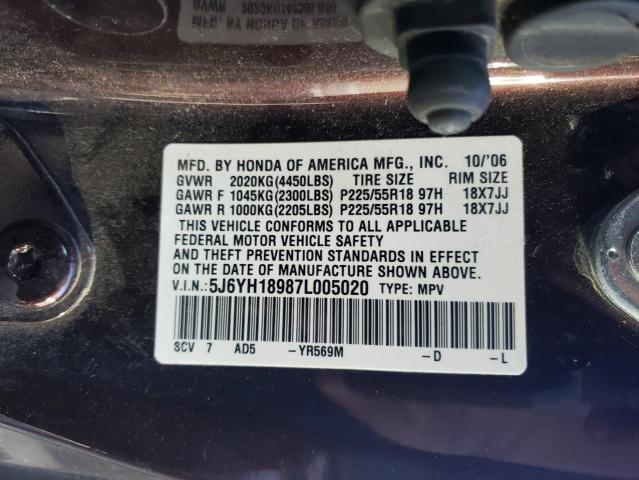 MFD. BY HONDA OF AMERICA MFG., INC. 10/'06
GVWR 2020KG(4450LBS) TIRE SIZE RIM SIZE
GAWR F 1045KG(2300LBS) P225/55R18 97H 18X7JJ
GAWR R 1000KG(2205LBS) P225/55R18 97H 18X7JJ
THIS VEHICLE CONFORMS TO ALL APPLICABLE
FEDERAL MOTOR VEHICLE SAFETY
AND THEFT PREVENTION STANDARDS IN EFFECT
ON THE DATE OF MANUFACTURE SHOWN ABOVE.
V.I.N.: 5J6YH18987L005020 TYPE: MPV
SCV 7 AD5 -YR569M -D -L